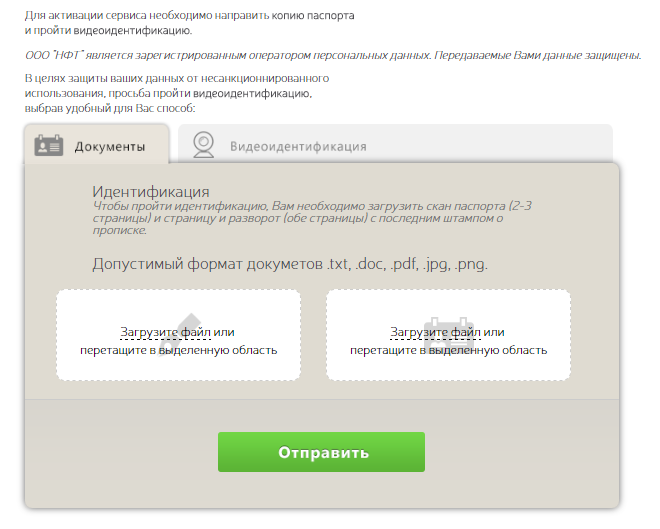 Для активации сервиса необходимо направить копию паспорта
и пройти видеоидентификацию.
ООО "НФТ" является зарегистрированным оператором персональных данных. Передаваемые Вами данные защищены.
В целях защиты ваших данных от несанкционированного
использования, просьба пройти видеоидентификацию,
выбрав удобный для Вас способ:
Документы
Видеоидентификация
Идентификация
Чтобы пройти идентификацию, Вам необходимо загрузить скан паспорта (2-3
страницы) и страницу и разворот (обе страницы) с последним штампом о
прописке.
Допустимый формат докуметов .txt, .doc, .pdf, .jpg, .png.
Загрузите файл или
перетащите в выделенную область
Загрузите файл или
перетащите в выделенную область
Отправить